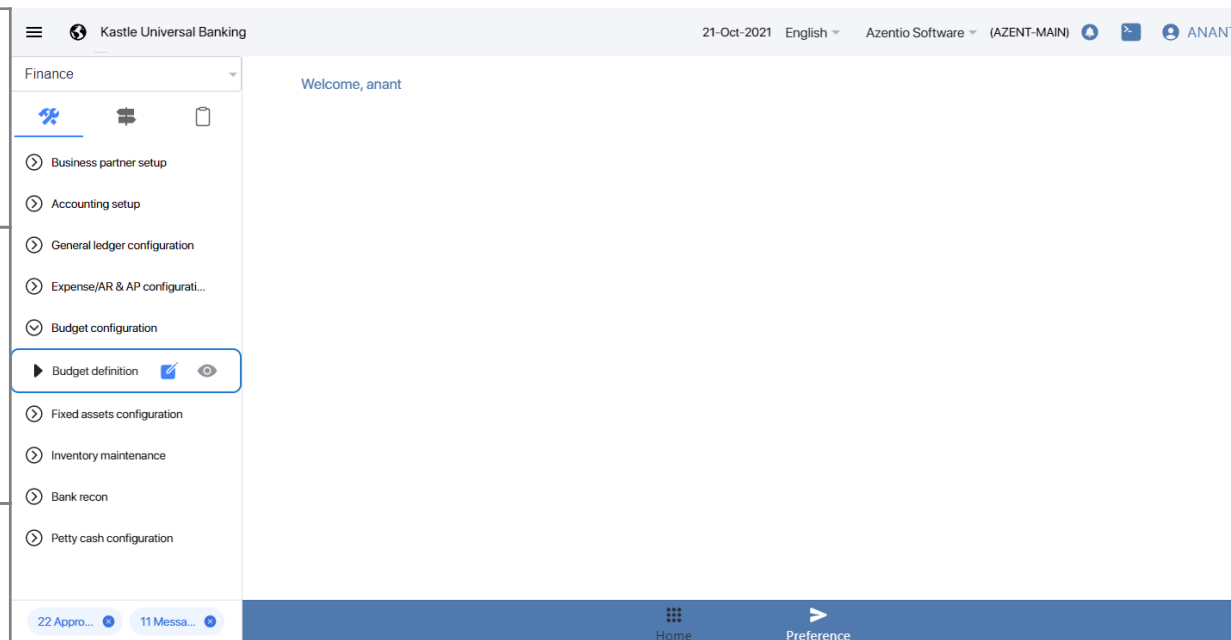 Kastle Universal Banking
21-Oct-2021 English Azentio Software (AZENT-MAIN) ANANT
Finance
Welcome, anant
Business partner setup
Accounting setup
General ledger configuration
Expense/AR & AP configurati...
Budget configuration
Budget definition
Fixed assets configuration
Inventory maintenance
Bank recon
Petty cash configuration
22 Appro... 11 Messa...
Home Preference